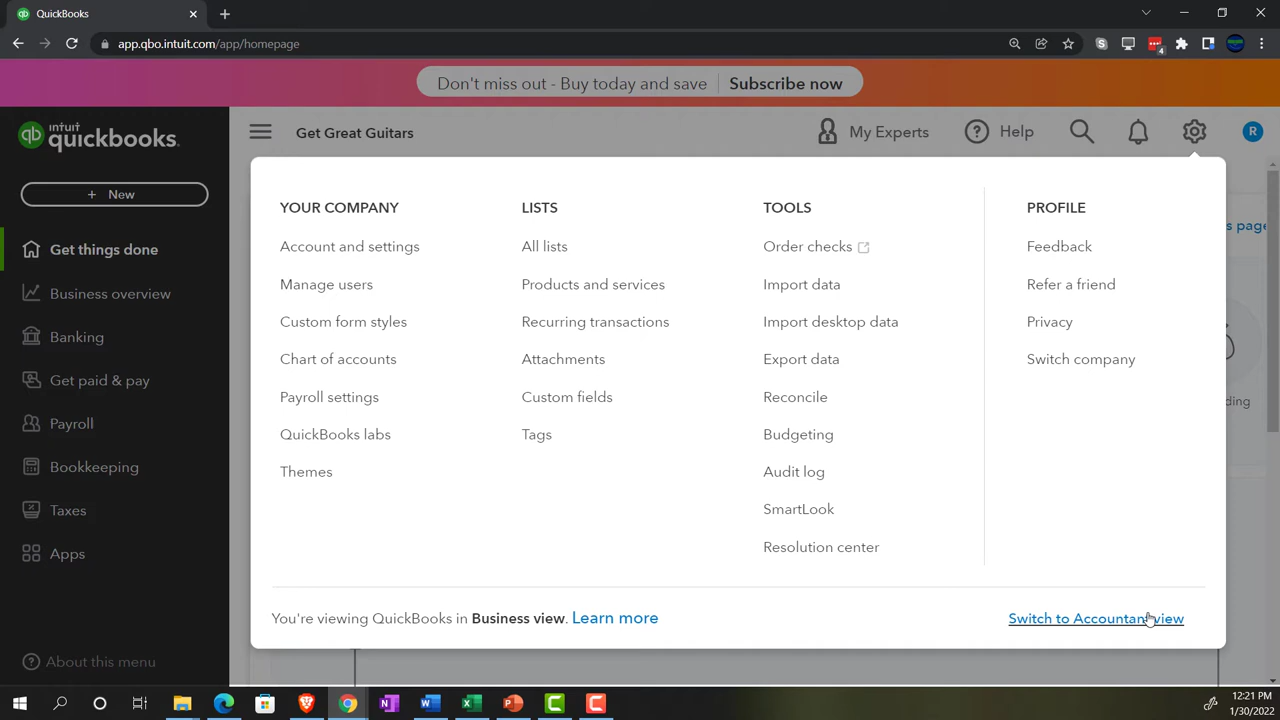 QuickBooks
app.qbo.intuit.com/app/homepage
4
Don't miss out - Buy today and save Subscribe now
intuit
quickbooks.
Get Great Guitars
My Experts
Help
R
+ New
Get things done
Business overview
Banking
Get paid & pay
Payroll
Bookkeeping
Taxes
Apps
About this menu
YOUR COMPANY
Account and settings
Manage users
Custom form styles
Chart of accounts
Payroll settings
QuickBooks labs
Themes
LISTS
All lists
Products and services
Recurring transactions
Attachments
Custom fields
Tags
TOOLS
Order checks
Import data
Import desktop data
Export data
Reconcile
Budgeting
Audit log
SmartLook
Resolution center
PROFILE
Feedback
Refer a friend
Privacy
Switch company
You're viewing QuickBooks in Business view. Learn more
Switch to Accountant view
s page
ding
12:21 PM
1/30/2022